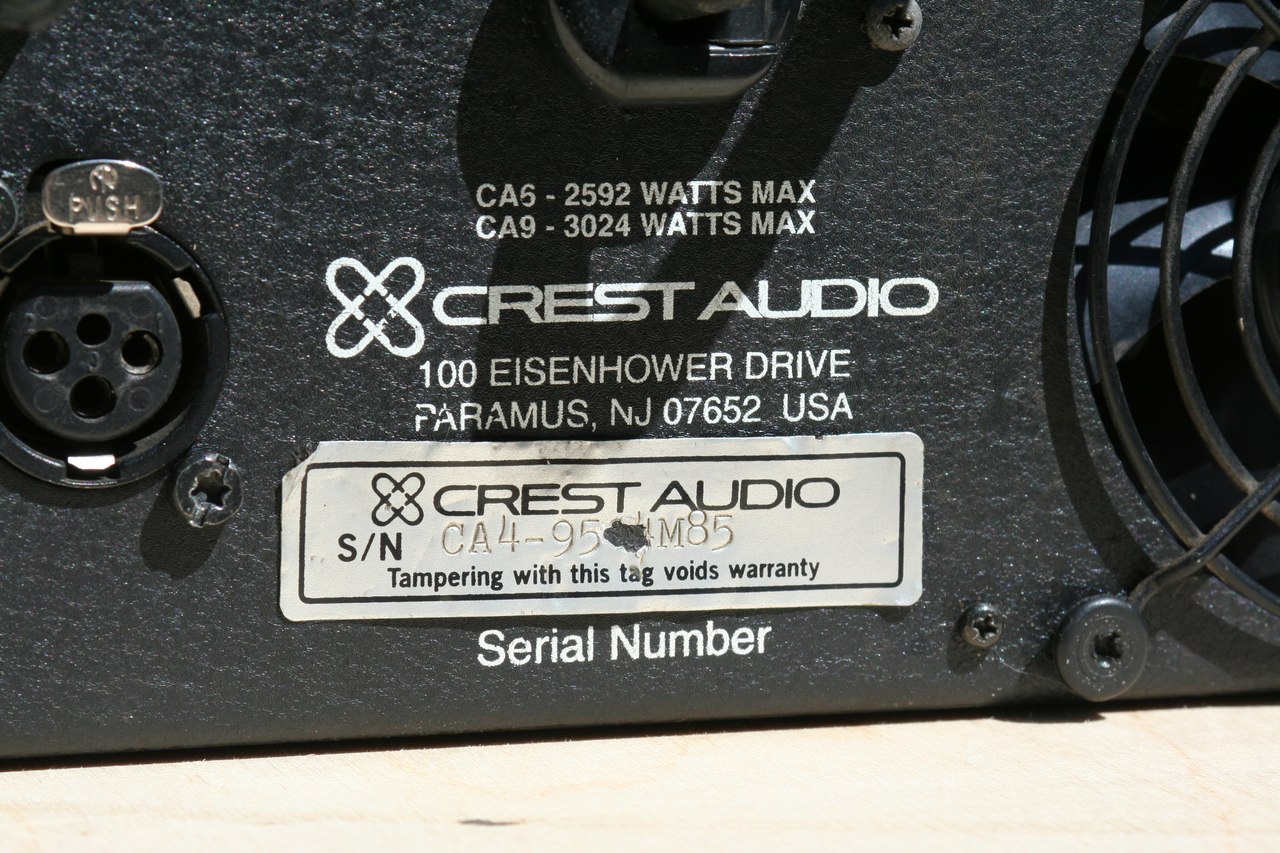 PUSH
CA6 - 2592 WATTS MAX
CA9 - 3024 WATTS MAX
CREST AUDIO
100 EISENHOWER DRIVE
PARAMUS, NJ 07652 USA
CREST AUDIO
S/N
Tampering with this tag voids warranty
Serial Number